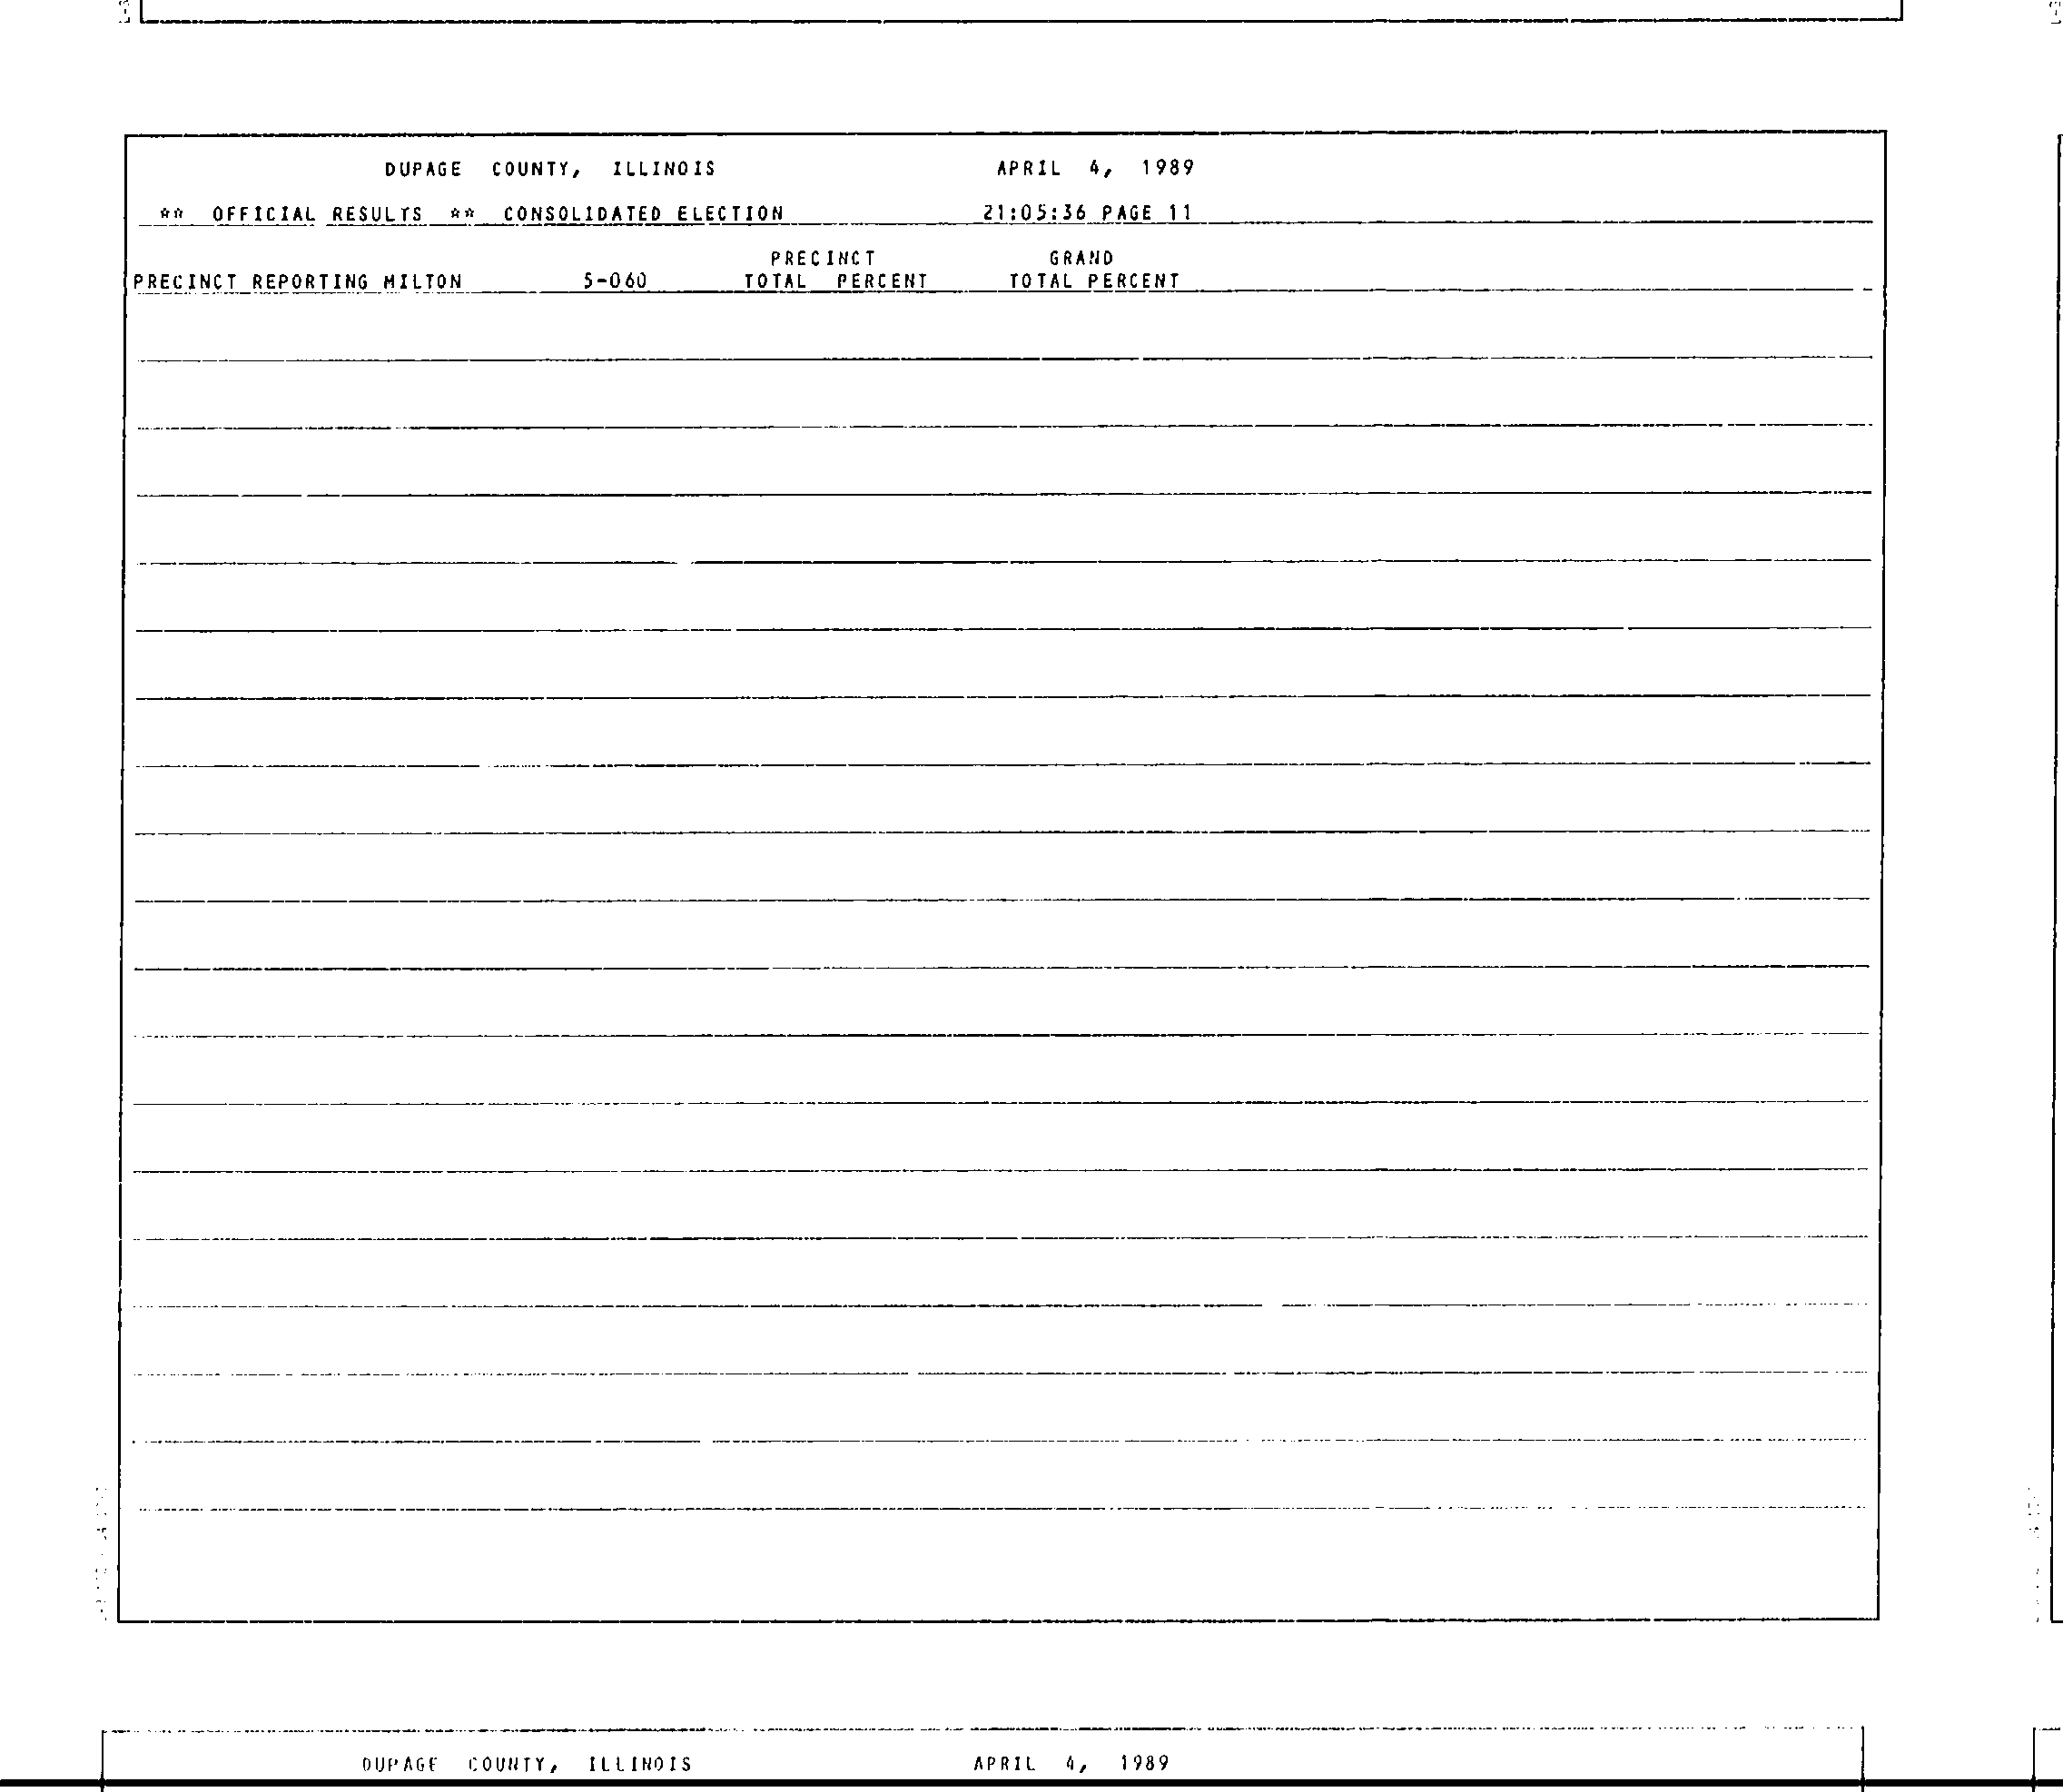 DUPAGE COUNTY, ILLINOIS APRIL 4, 1989
** OFFICIAL RESULTS ** CONSOLIDATED ELECTION 21:05:36 PAGE 11
PRECINCT GRAND
PRECINCT REPORTING MILTON 5-060 TOTAL PERCENT TOTAL PERCENT
DUPAGE COUNTY, ILLINOIS APRIL 4, 1989